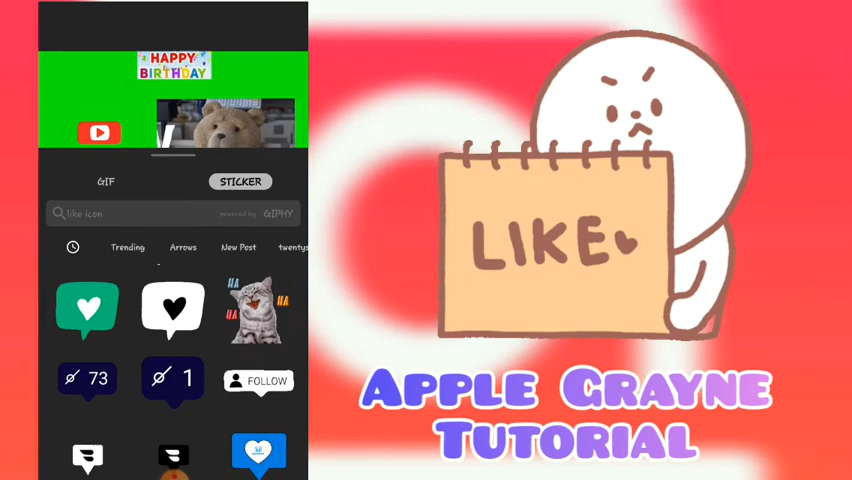 HAPPY
BIRTHDAY
GIF
STICKER
like icon
powered by GIPHY
Trending
Arrows
New Post
twentys
HA
HA
HA
73
1
FOLLOW
LIKE
APPLE GRAYNE
TUTORIAL